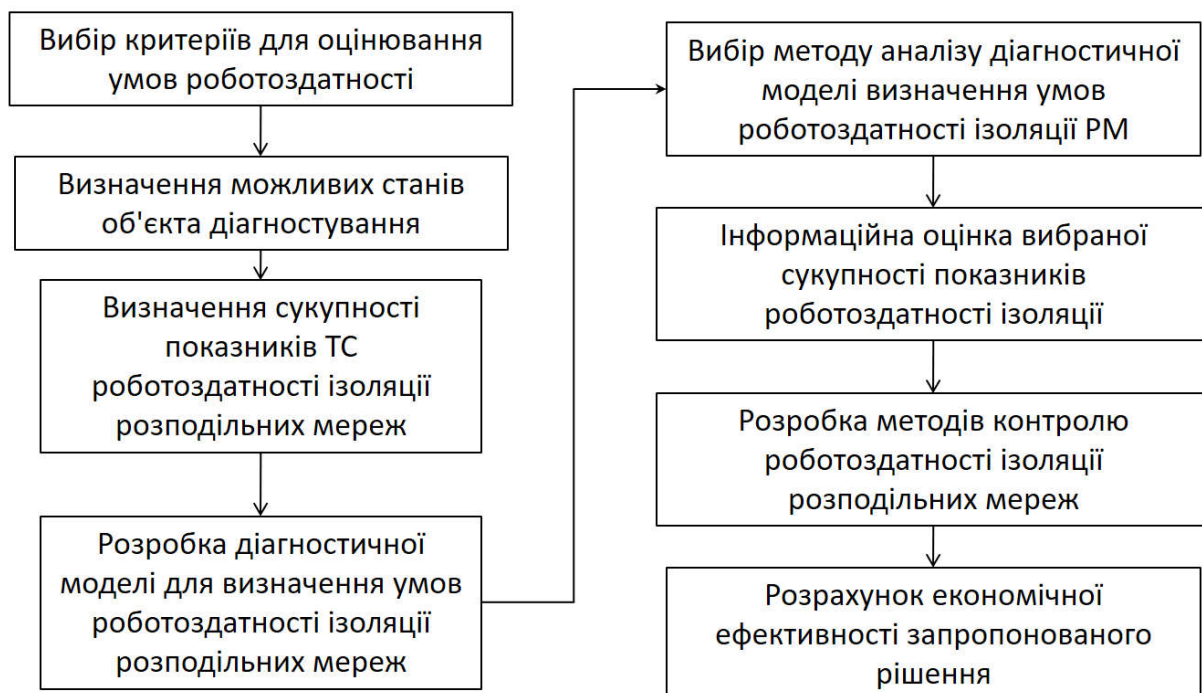 Вибір критеріїв для оцінювання
умов роботоздатності
Визначення можливих станів
об'єкта діагностування
Визначення сукупності
показників ТС
роботоздатності ізоляції
розподільних мереж
Розробка діагностичної
моделі для визначення умов
роботоздатності ізоляції
розподільних мереж
Вибір методу аналізу діагностичної
моделі визначення умов
роботоздатності ізоляції РМ
Інформаційна оцінка вибраної
сукупності показників
роботоздатності ізоляції
Розробка методів контролю
роботоздатності ізоляції
розподільних мереж
Розрахунок економічної
ефективності запропонованого
рішення